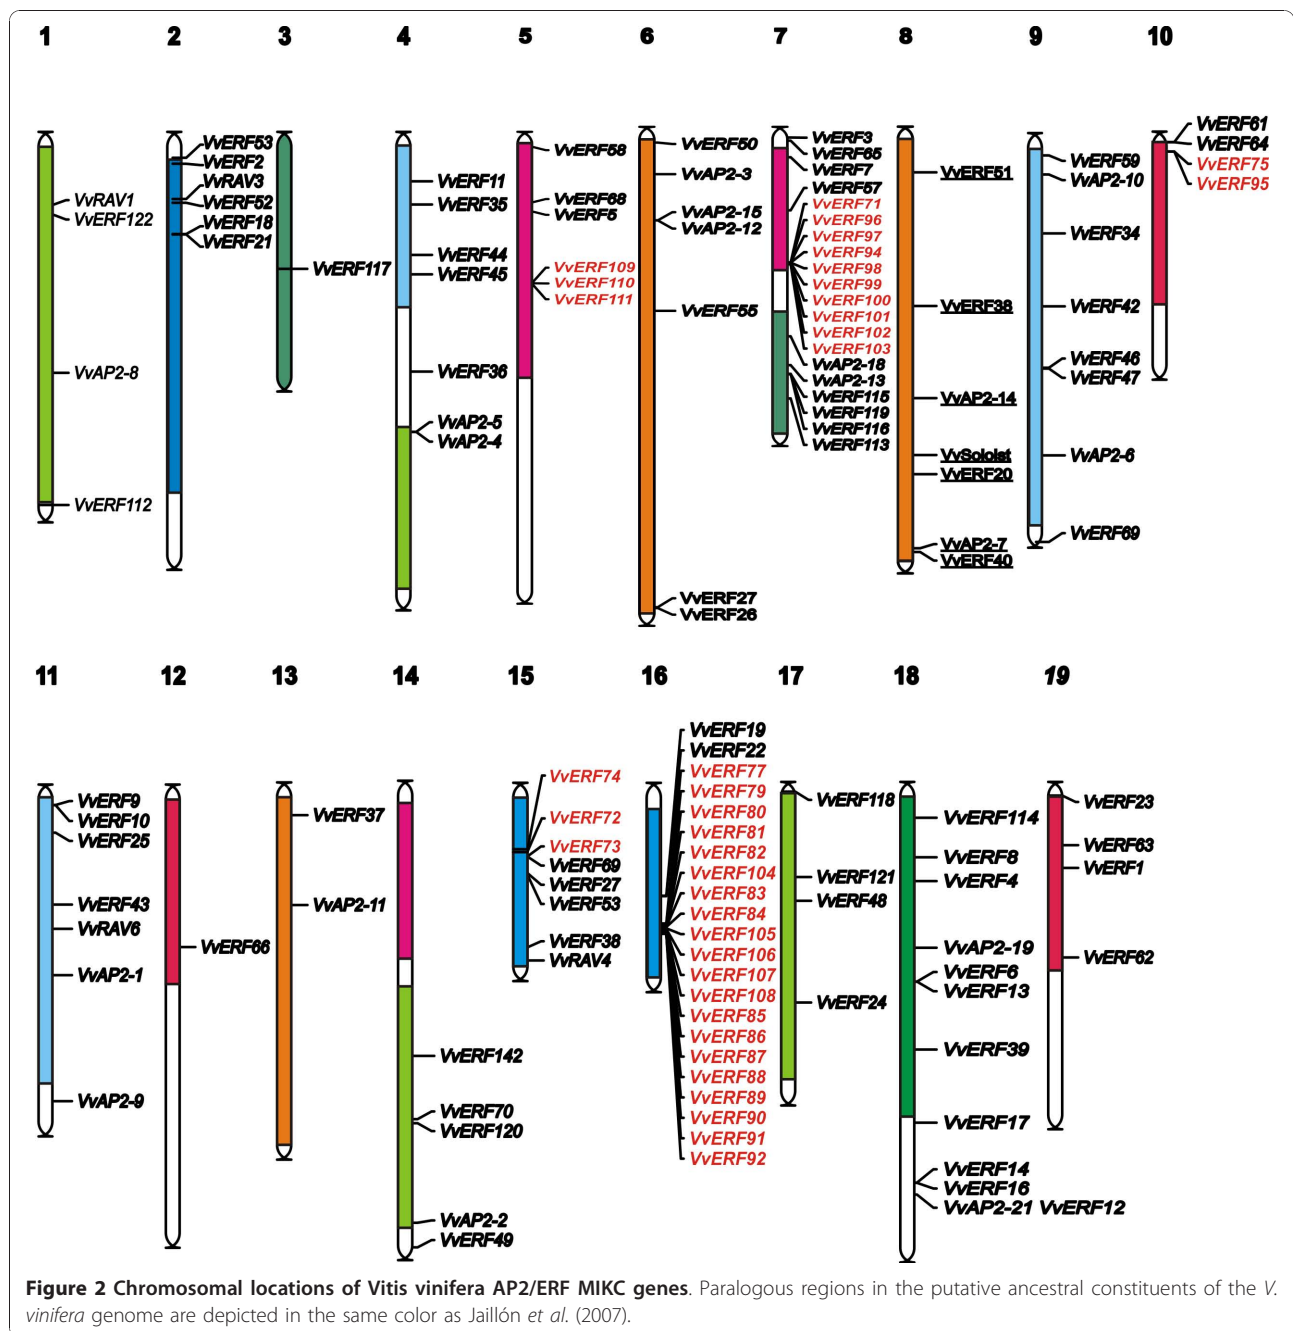 1 2 3 4 5 6 7 8 9 10
VvRAV1
VvERF122
VvAP2-8
VvERF112
VvERF53
VvERF2
VvRAV3
VvERF52
VvERF18
VvERF21
VvERF117
VvERF11
VvERF35
VvERF44
VvERF45
VvERF36
VvAP2-5
VvAP2-4
VvERF58
VvERF68
VvERF5
VvERF109
VvERF110
VvERF111
VvERF50
VvAP2-3
VvAP2-15
VvAP2-12
VvERF55
VvERF27
VvERF26
VvERF3
VvERF65
VvERF7
VvERF57
VvERF71
VvERF96
VvERF97
VvERF94
VvERF98
VvERF99
VvERF100
VvERF101
VvERF102
VvERF103
VvAP2-18
VvAP2-13
VvERF115
VvERF119
VvERF116
VvERF113
VvERF51
VvERF38
VvAP2-14
VvSoloist
VvERF20
VvAP2-7
VvERF40
VvERF59
VvAP2-10
VvERF34
VvERF42
VvERF46
VvERF47
VvAP2-6
VvERF69
VvERF61
VvERF64
VvERF75
VvERF95
11 12 13 14 15 16 17 18 19
VvERF9
VvERF10
VvERF25
VvERF43
VvRAV6
VvAP2-1
VvAP2-9
VvERF66
VvERF37
VvAP2-11
VvERF142
VvERF70
VvERF120
VvAP2-2
VvERF49
VvERF74
VvERF72
VvERF73
VvERF69
VvERF27
VvERF53
VvERF38
VvRAV4
VvERF19
VvERF22
VvERF77
VvERF79
VvERF80
VvERF81
VvERF82
VvERF104
VvERF83
VvERF84
VvERF105
VvERF106
VvERF107
VvERF108
VvERF85
VvERF86
VvERF87
VvERF88
VvERF89
VvERF90
VvERF91
VvERF92
VvERF118
VvERF121
VvERF48
VvERF24
VvERF114
VvERF8
VvERF4
VvAP2-19
VvERF6
VvERF13
VvERF39
VvERF17
VvERF14
VvERF16
VvAP2-21 VvERF12
VvERF23
VvERF63
VvERF1
VvERF62
Figure 2 Chromosomal locations of Vitis vinifera AP2/ERF MIKC genes. Paralogous regions in the putative ancestral constituents of the V.
vinifera genome are depicted in the same color as Jaillón et al. (2007).